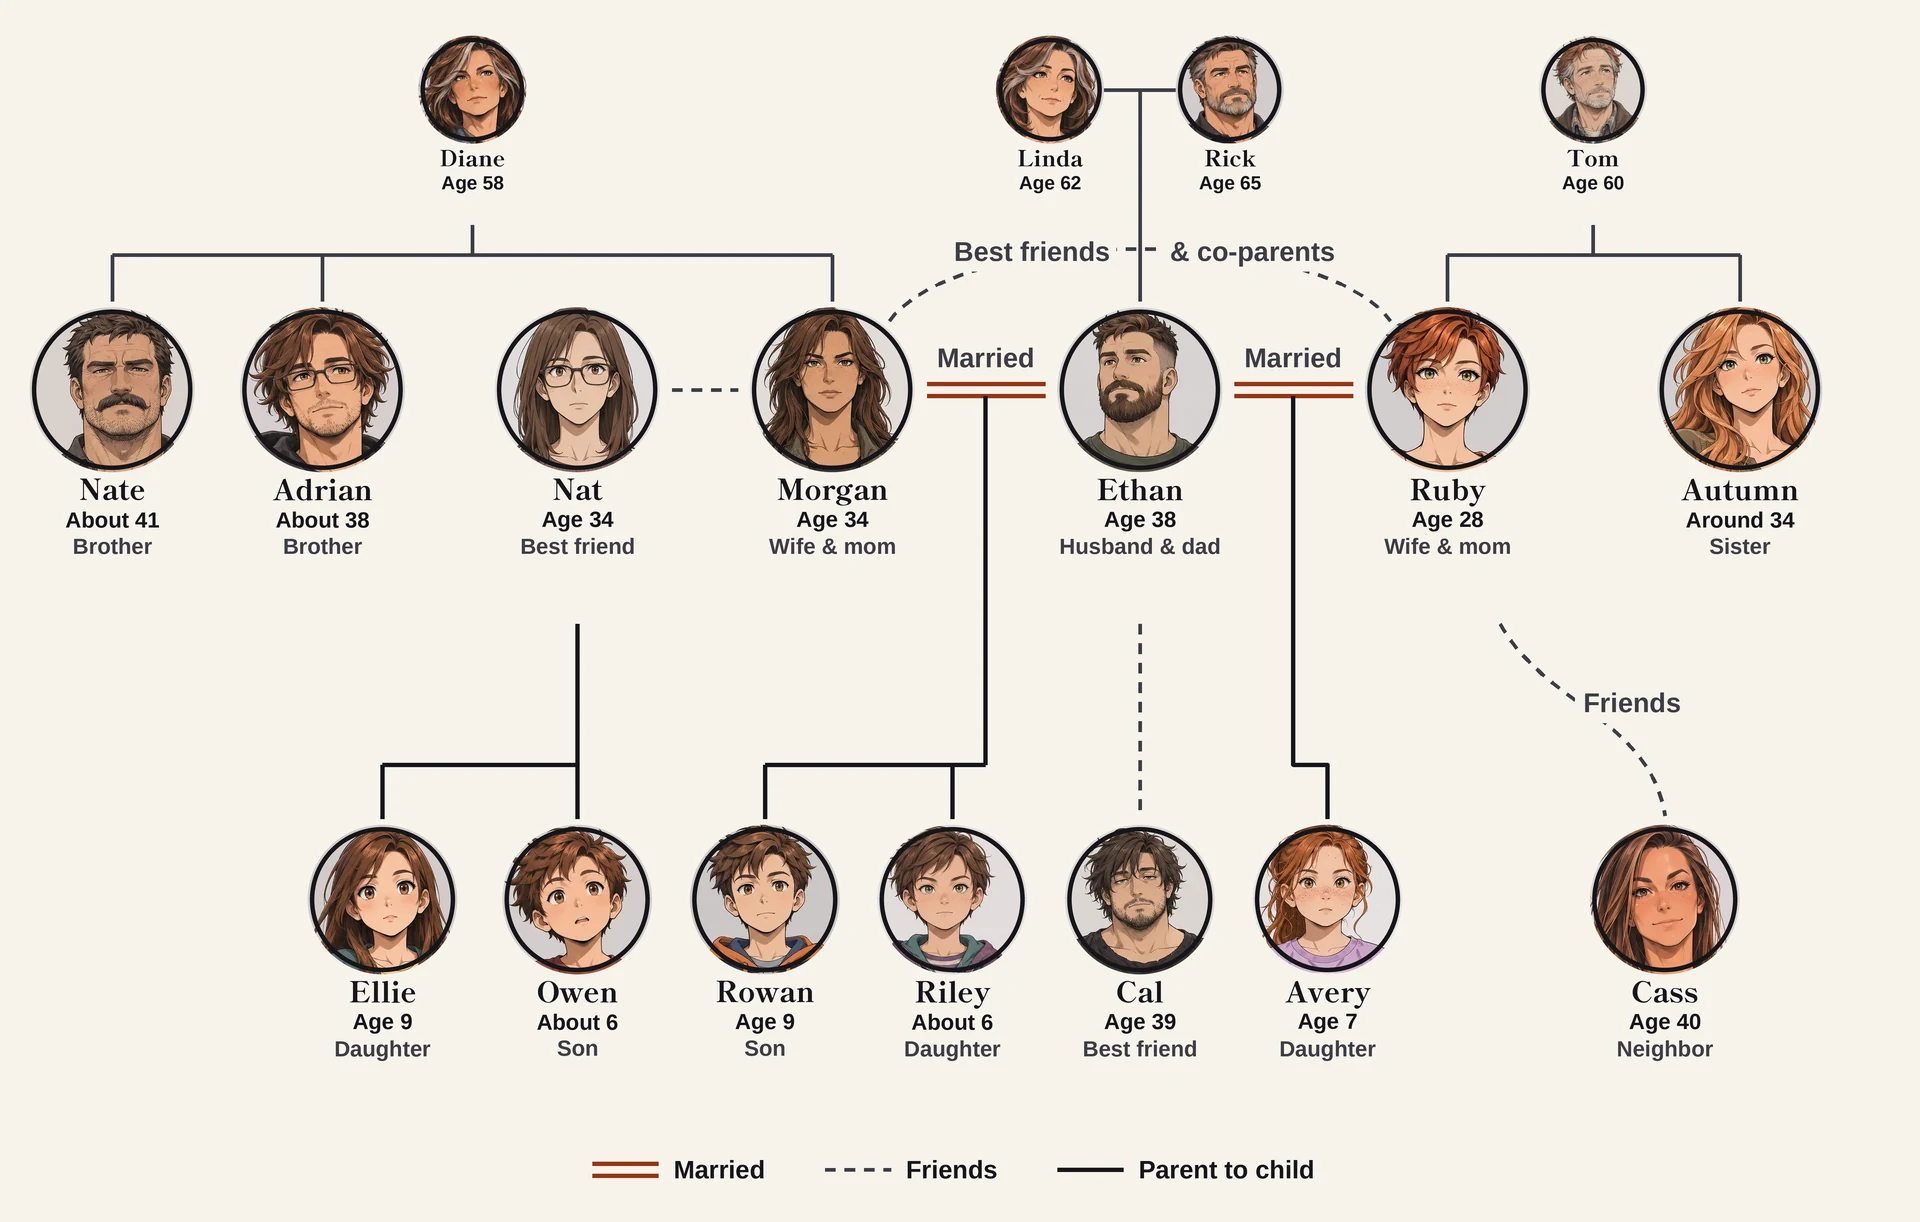 Diane
Age 58
Linda
Age 62
Rick
Age 65
Tom
Age 60
Best friends & co-parents
Married
Married
Nate
About 41
Brother
Adrian
About 38
Brother
Nat
Age 34
Best friend
Morgan
Age 34
Wife & mom
Ethan
Age 38
Husband & dad
Ruby
Age 28
Wife & mom
Autumn
Around 34
Sister
Friends
Ellie
Age 9
Daughter
Owen
About 6
Son
Rowan
Age 9
Son
Riley
About 6
Daughter
Cal
Age 39
Best friend
Avery
Age 7
Daughter
Cass
Age 40
Neighbor
Married
Friends
Parent to child